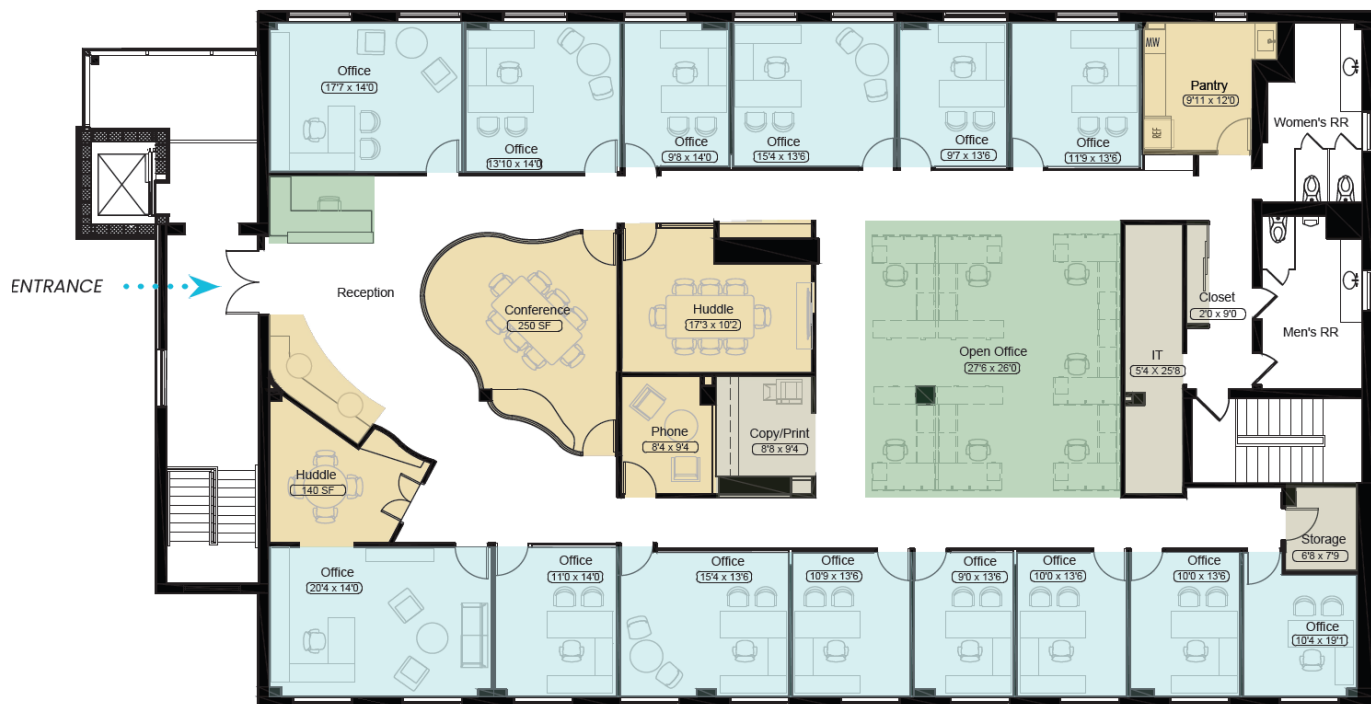 Office
17'7 x 14'0
Office
13'10 x 14'0
Office
9'8 x 14'0
Office
15'4 x 13'6
Office
9'7 x 13'6
Office
11'9 x 13'6
MW
REF
Pantry
9'11 x 12'0
Women's RR
ENTRANCE
Reception
Conference
250 SF
Huddle
17'3 x 10'2
Open Office
27'6 x 26'0
IT
5'4 X 25'8
Closet
2'0 x 9'0
Men's RR
Phone
8'4 x 9'4
Copy/Print
8'8 x 9'4
Huddle
140 SF
Storage
6'8 x 7'9
Office
20'4 x 14'0
Office
11'0 x 14'0
Office
15'4 x 13'6
Office
10'9 x 13'6
Office
9'0 x 13'6
Office
10'0 x 13'6
Office
10'0 x 13'6
Office
10'4 x 19'1